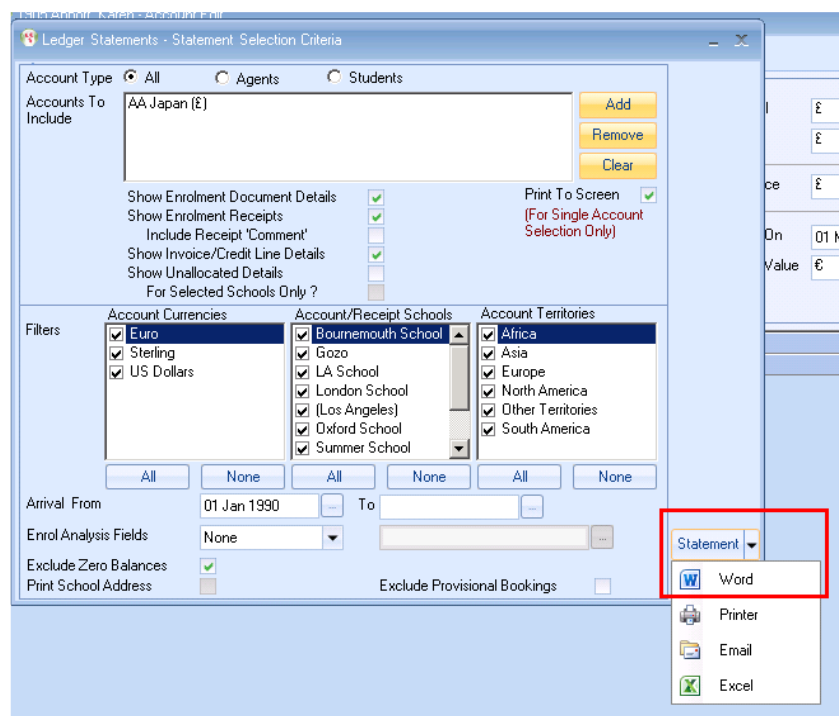 Ledger Statements - Statement Selection Criteria
Account Type All Agents Students
Accounts To Include
AA Japan (£)
Add
Remove
Clear
Show Enrolment Document Details
Show Enrolment Receipts
Include Receipt 'Comment'
Show Invoice/Credit Line Details
Show Unallocated Details
For Selected Schools Only ?
Print To Screen
(For Single Account
Selection Only)
Filters
Account Currencies
Euro
Sterling
US Dollars
All None
Account/Receipt Schools
Bournemouth School
Gozo
LA School
London School
(Los Angeles)
Oxford School
Summer School
All None
Account Territories
Africa
Asia
Europe
North America
Other Territories
South America
All None
Arrival From 01 Jan 1990 ... To ...
Enrol Analysis Fields None ...
Exclude Zero Balances
Print School Address
Exclude Provisional Bookings
Statement
Word
Printer
Email
Excel
l £
£
ce £
On 01 M
Value €